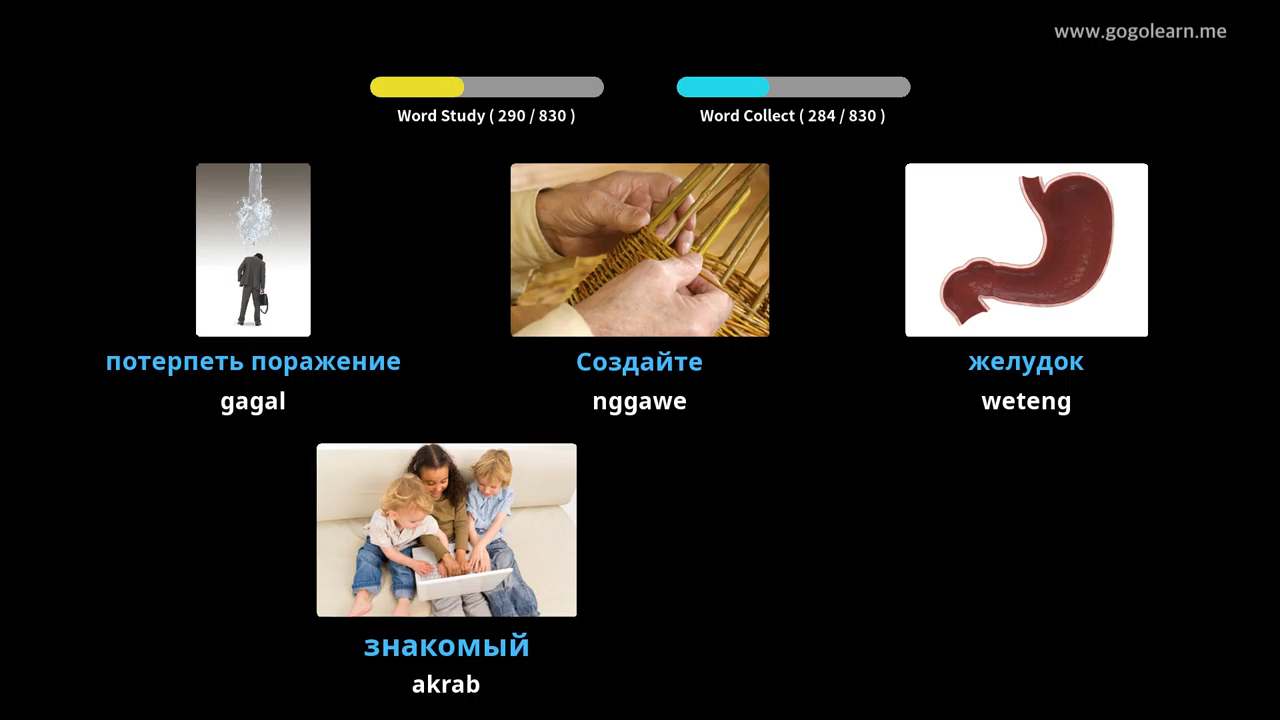 www.gogolearn.me
Word Study ( 290 / 830 )
Word Collect ( 284 / 830 )
потерпеть поражение
gagal
Создайте
nggawe
желудок
weteng
знакомый
akrab